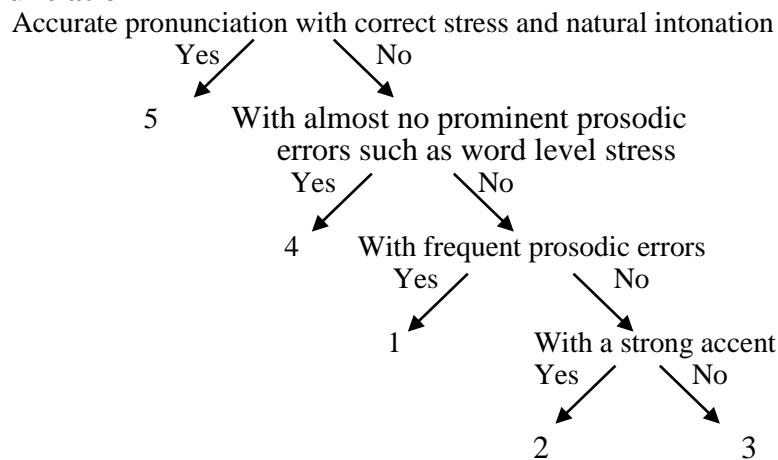 Accurate pronunciation with correct stress and natural intonation
Yes No
5 With almost no prominent prosodic
errors such as word level stress
Yes No
4 With frequent prosodic errors
Yes No
1 With a strong accent
Yes No
2 3